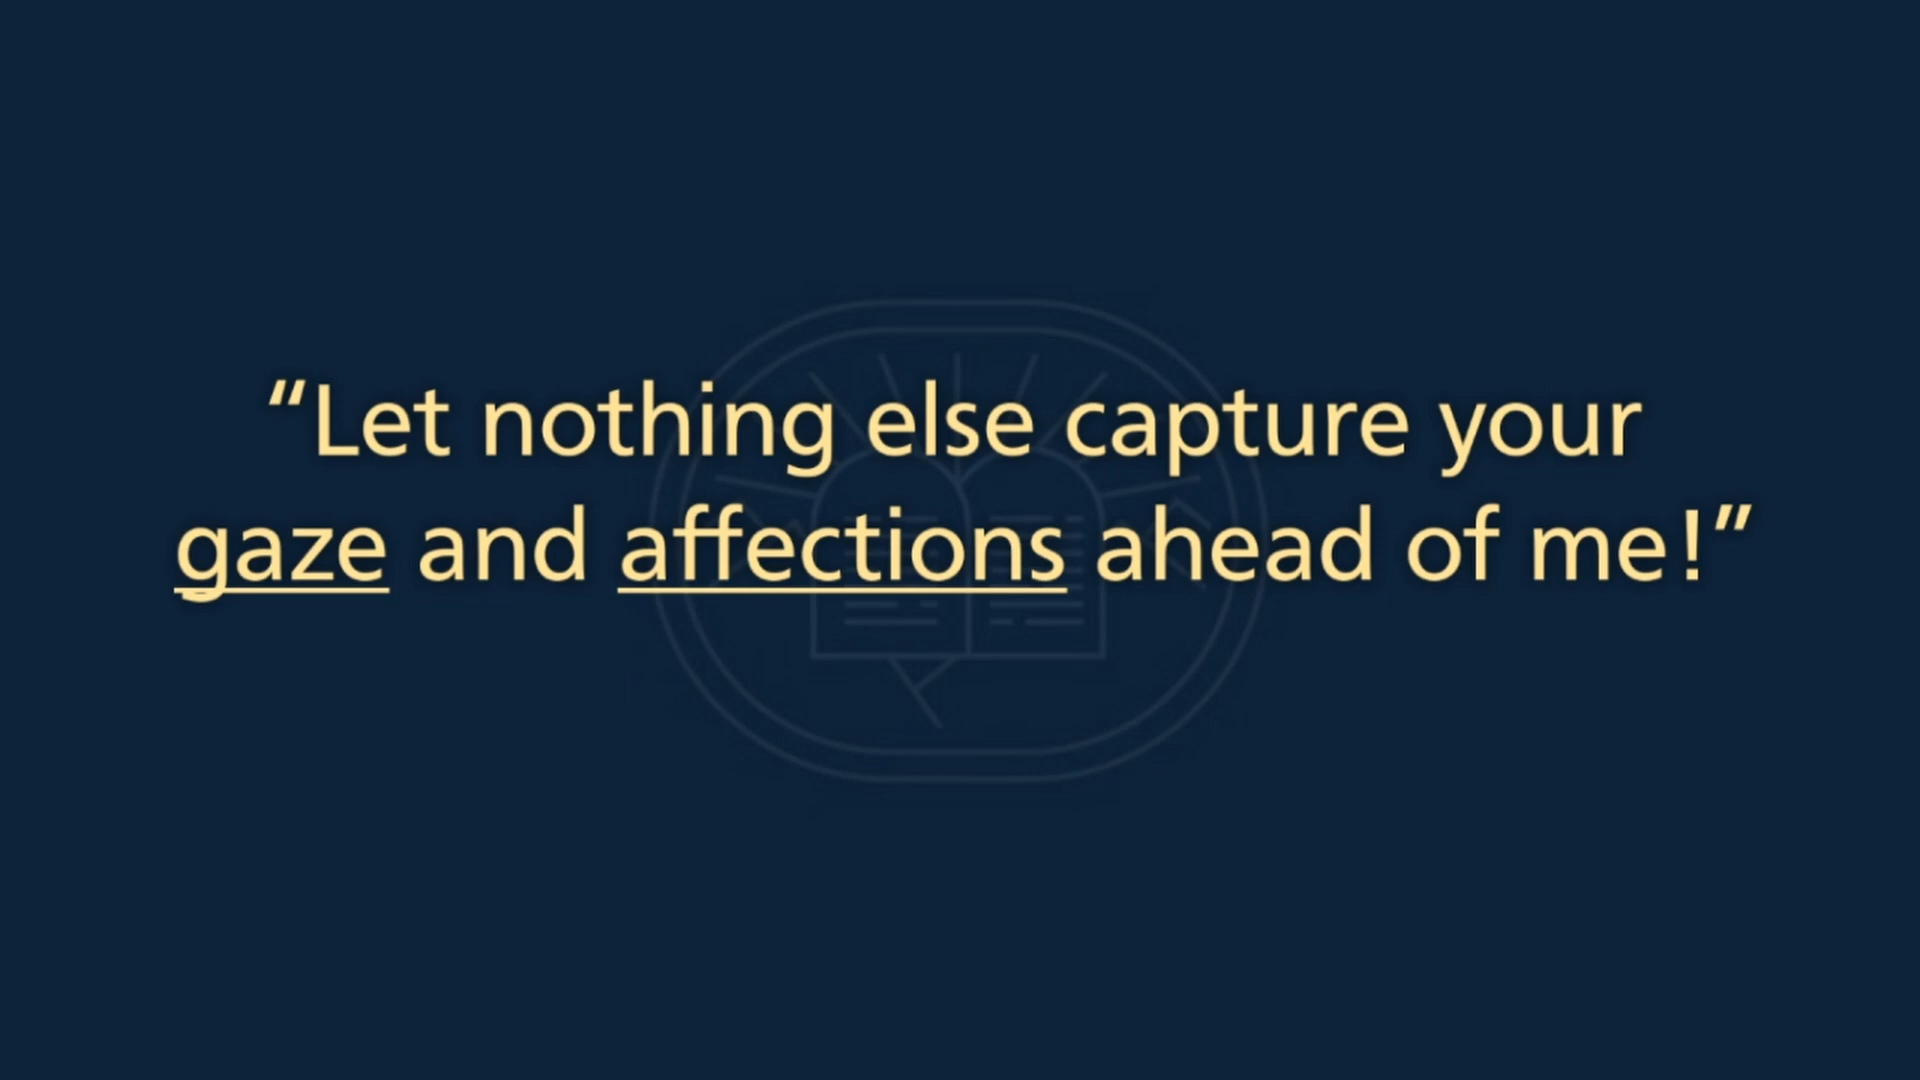 “Let nothing else capture your
gaze and affections ahead of me!”